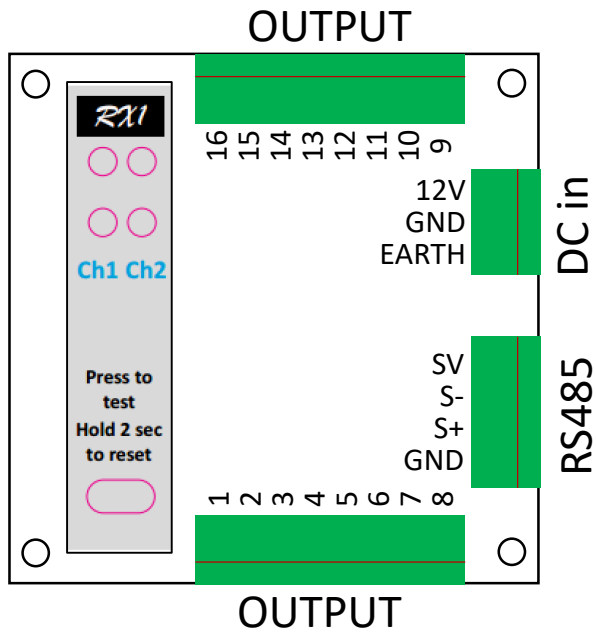 OUTPUT
RX1
16 15 14 13 12 11 10 9
12V
GND
EARTH
DC in
Ch1 Ch2
SV
S-
S+
GND
RS485
Press to
test
Hold 2 sec
to reset
1 2 3 4 5 6 7 8
OUTPUT